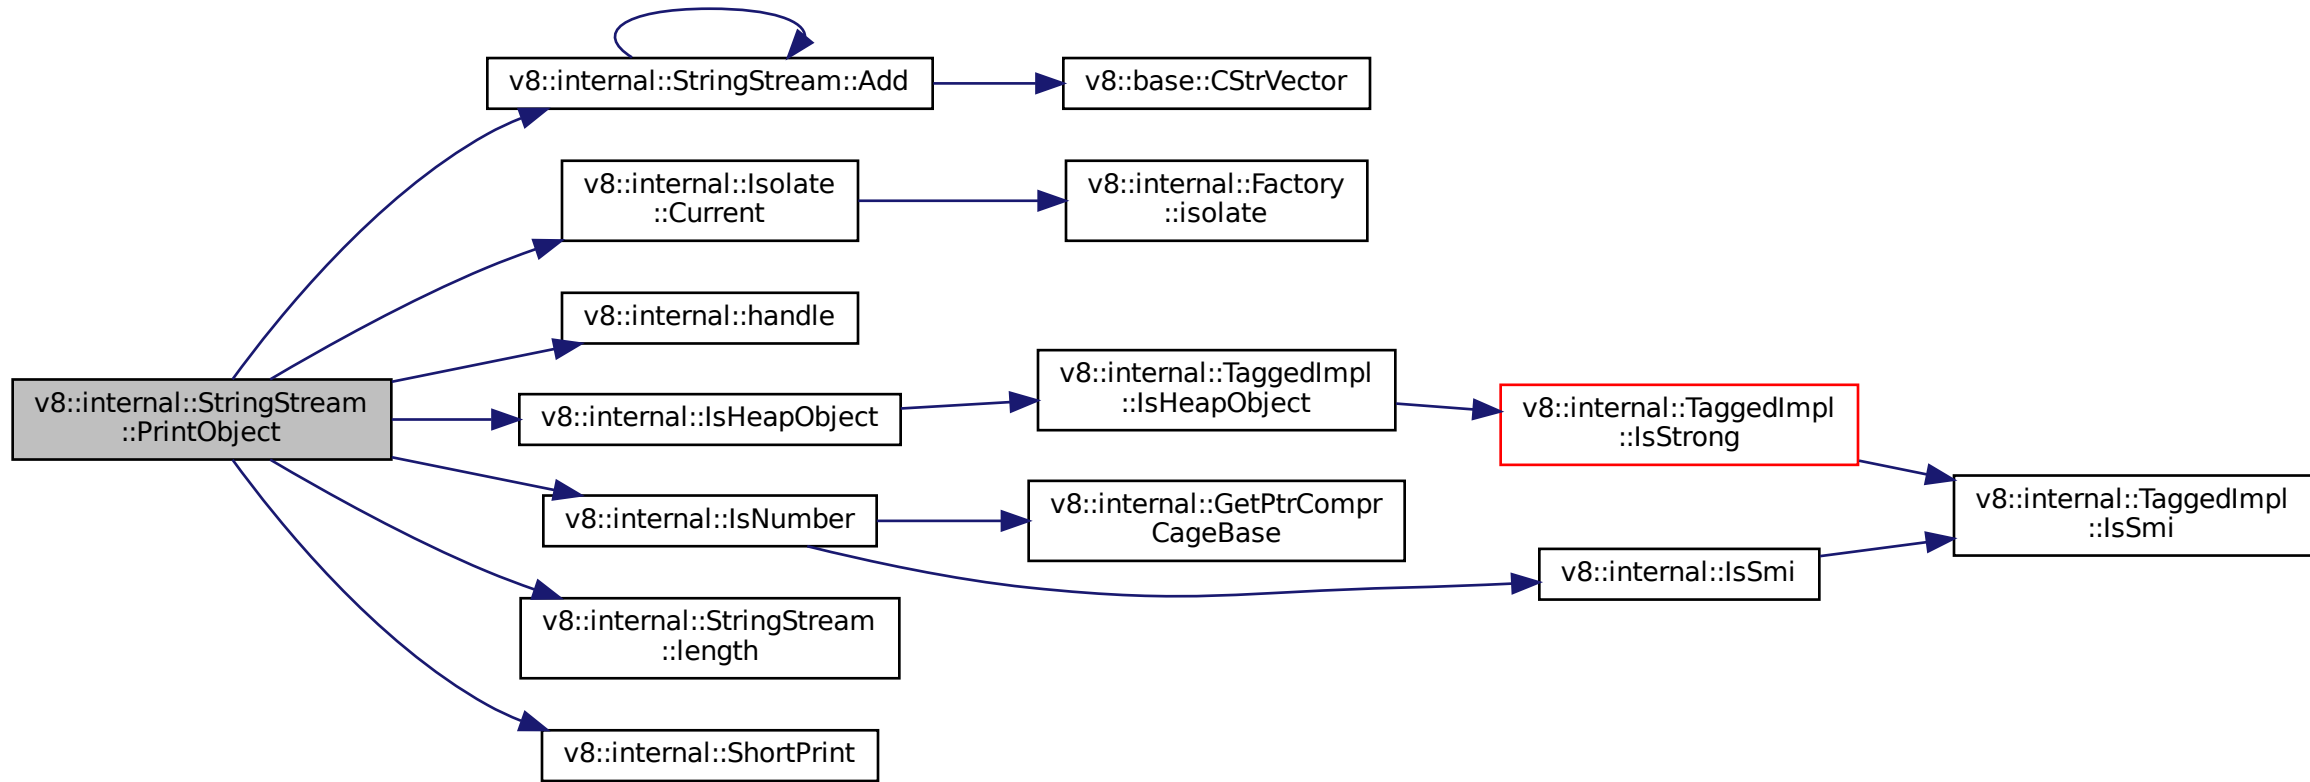 v8::internal::StringStream::Add
v8::base::CStrVector
v8::internal::Isolate
::Current
v8::internal::Factory
::isolate
v8::internal::handle
v8::internal::StringStream
::PrintObject
v8::internal::IsHeapObject
v8::internal::TaggedImpl
::IsHeapObject
v8::internal::TaggedImpl
::IsStrong
v8::internal::TaggedImpl
::IsSmi
v8::internal::IsNumber
v8::internal::GetPtrCompr
CageBase
v8::internal::IsSmi
v8::internal::StringStream
::length
v8::internal::ShortPrint